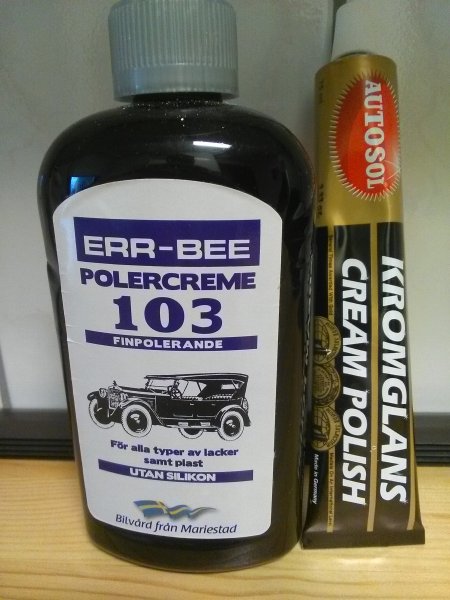 ERR-BEE
POLERCREME
103
FINPOLERANDE
För alla typer av lacker
samt plast
UTAN SILIKON
Bilvård från Mariestad
AUTOSOL
KROMGLANS
CREAM POLISH
Made in Germany